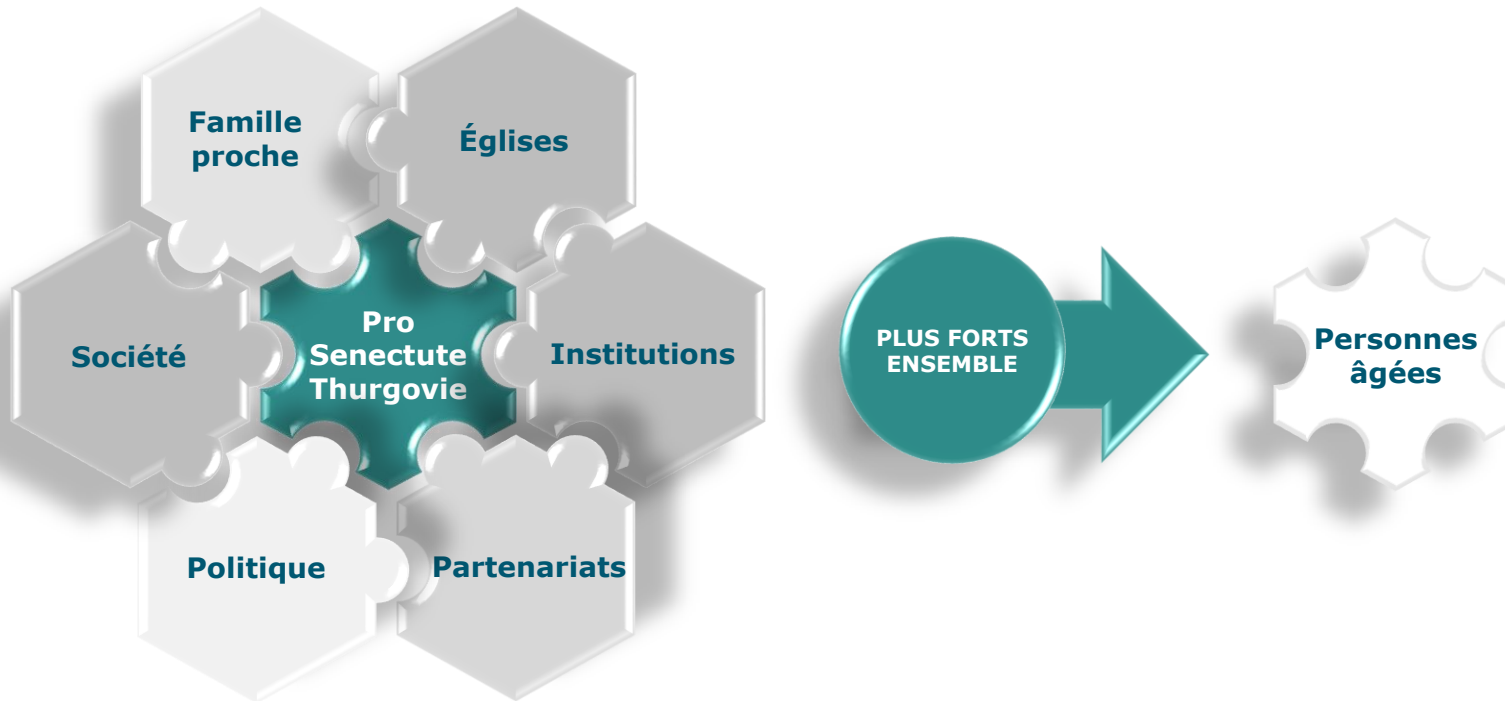 Famille
proche
Églises
Société
Pro
Senectute
Thurgovie
Institutions
Politique
Partenariats
PLUS FORTS
ENSEMBLE
Personnes
âgées